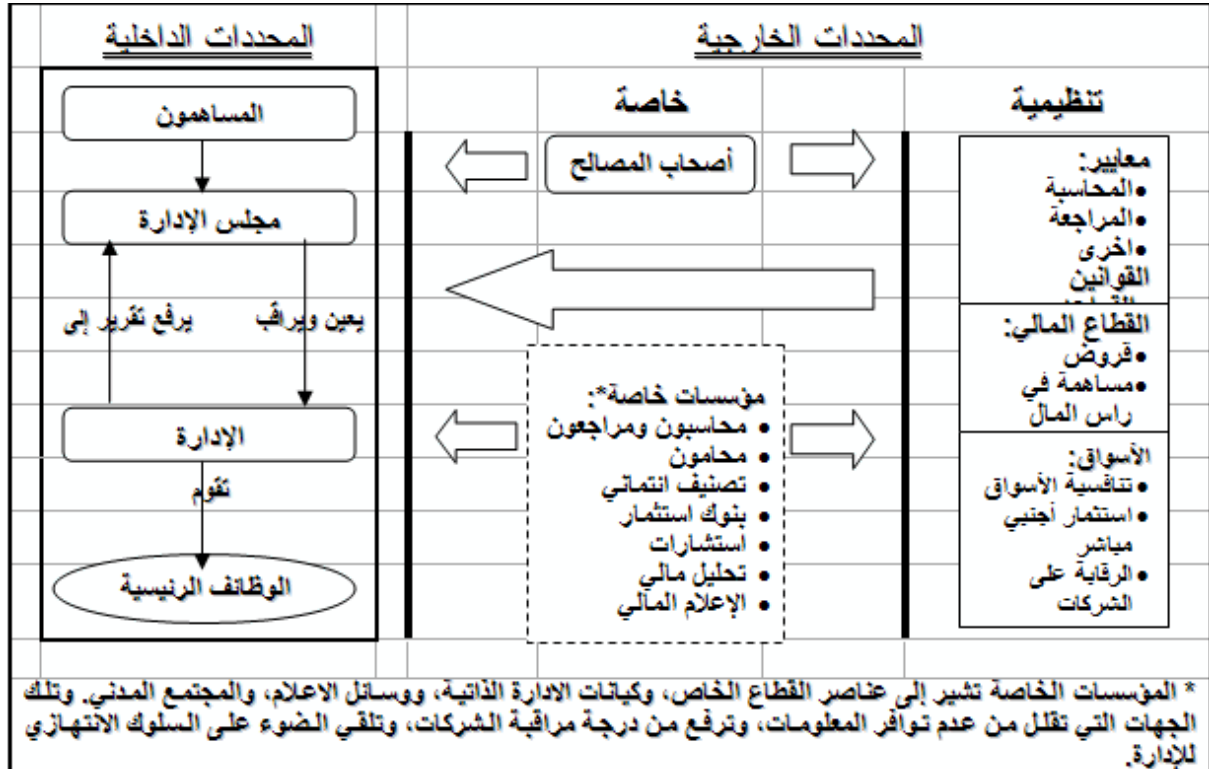 المحددات الخارجية
المحددات الداخلية
تنظيمية
خاصة
معايير:
•المحاسبة
•المراجعة
•اخرى
القوانين
القطاع المالي:
•قروض
•مساهمة في
راس المال
الأسواق:
•تنافسية الأسواق
•استثمار أجنبي
مباشر
•الرقابة على
الشركات
أصحاب المصالح
مؤسسات خاصة*:
• محاسبون ومراجعون
• محامون
• تصنيف ائتماني
• بنوك استثمار
• استشارات
• تحليل مالي
• الإعلام المالي
المساهمون
مجلس الإدارة
يعين ويراقب
يرفع تقرير إلى
الإدارة
تقوم
الوظائف الرئيسية
* المؤسسات الخاصة تشير إلى عناصر القطاع الخاص، وكيانات الادارة الذاتية، ووسائل الاعلام، والمجتمع المدني. وتلك
الجهات التي تقلل من عدم توافر المعلومات، وترفع من درجة مراقبة الشركات، وتلقي الضوء على السلوك الانتهازي
للإدارة.